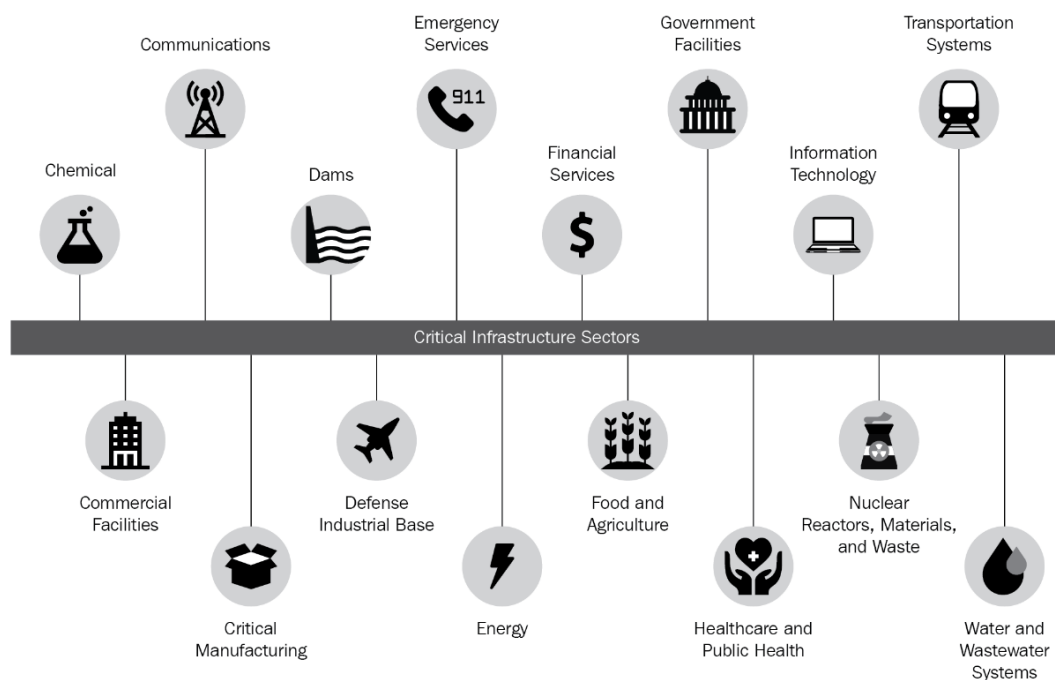 Emergency
Services
Government
Facilities
Transportation
Systems
Communications
911
Chemical
Dams
Financial
Services
Information
Technology
$
Critical Infrastructure Sectors
Commercial
Facilities
Defense
Industrial Base
Food and
Agriculture
Nuclear
Reactors, Materials,
and Waste
Critical
Manufacturing
Energy
Healthcare and
Public Health
Water and
Wastewater
Systems